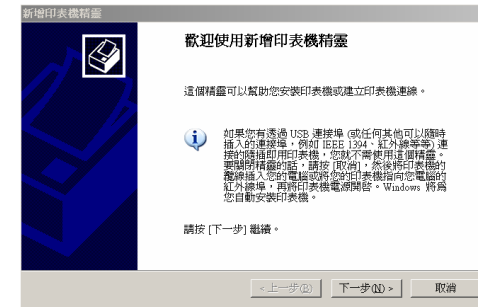 新增印表機精靈
歡迎使用新增印表機精靈
這個精靈可以幫助您安裝印表機或建立印表機連線。
如果您有透過 USB 連接埠 (或任何其他可以隨時
插入的連接埠，例如 IEEE 1394、紅外線等等) 連
接的隨插即用印表機，您就不需使用這個精靈。
要關閉精靈的話，請按 [取消]，然後將印表機的
纜線插入您的電腦或將您的印表機指向您電腦的
紅外線埠，再將印表機電源開啟。Windows 將為
您自動安裝印表機。
請按 [下一步] 繼續。
< 上一步(B) 下一步(N) > 取消